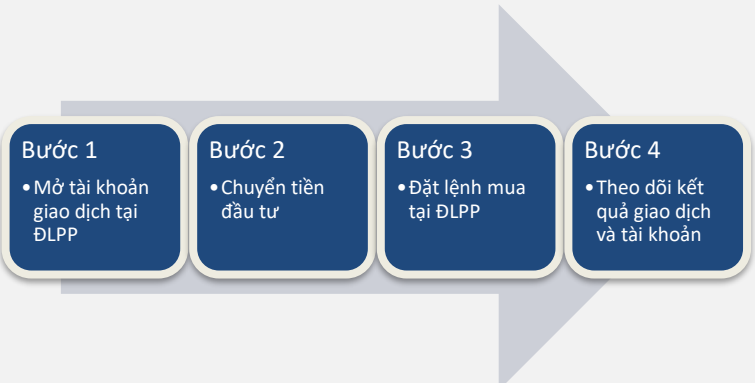 Bước 1
•Mở tài khoản
giao dịch tại
ĐLPP
Bước 2
•Chuyển tiền
đầu tư
Bước 3
•Đặt lệnh mua
tại ĐLPP
Bước 4
•Theo dõi kết
quả giao dịch
và tài khoản